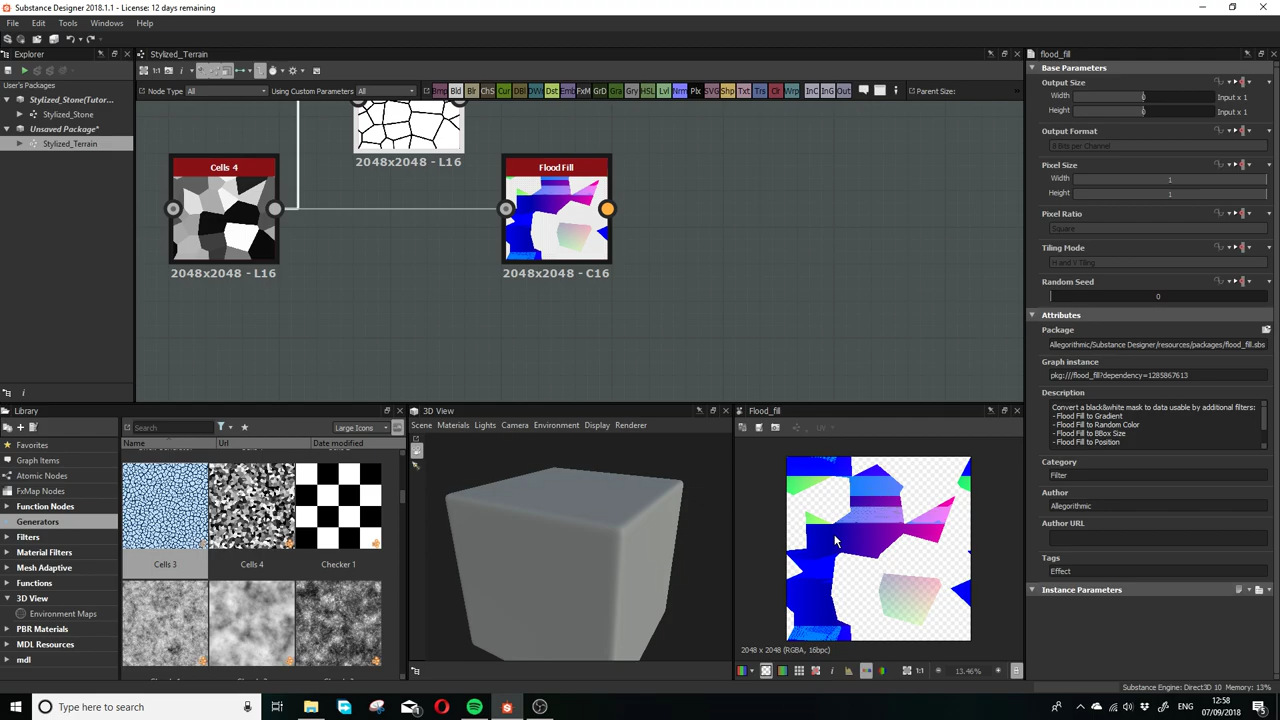 Substance Designer 2018.1.1 - License: 12 days remaining
File Edit Tools Windows Help
Explorer
User's Packages
Stylized_Stone(Tutor...
Stylized_Stone
Unsaved Package*
Stylized_Terrain
Stylized_Terrain
Node Type All Using Custom Parameters All
Parent Size:
2048x2048 - L16
Cells 4
2048x2048 - L16
Flood Fill
2048x2048 - C16
flood_fill
Base Parameters
Output Size
Width 0 Input x 1
Height 0 Input x 1
Output Format
8 Bits per Channel
Pixel Size
Width 1
Height 1
Pixel Ratio
Square
Tiling Mode
H and V Tiling
Random Seed
0
Attributes
Package
Allegorithmic/Substance Designer/resources/packages/flood_fill.sbs
Graph instance
pkg:///flood_fill?dependency=1285867613
Description
Convert a black&white mask to data usable by additional filters:
- Flood Fill to Gradient
- Flood Fill to Random Color
- Flood Fill to BBox Size
- Flood Fill to Position
Category
Filter
Author
Allegorithmic
Author URL
Tags
Effect
Instance Parameters
Library
Search
Large Icons
Name Url Date modified
Favorites
Graph Items
Atomic Nodes
FxMap Nodes
Function Nodes
Generators
Filters
Material Filters
Mesh Adaptive
Functions
3D View
Environment Maps
PBR Materials
MDL Resources
mdl
Cells 3
Cells 4
Checker 1
3D View
Scene Materials Lights Camera Environment Display Renderer
Flood_fill
2048 x 2048 (RGBA, 16bpc)
1:1
13.46%
Substance Engine: Direct3D 10 Memory: 13%
Type here to search
ENG
12:58
07/09/2018